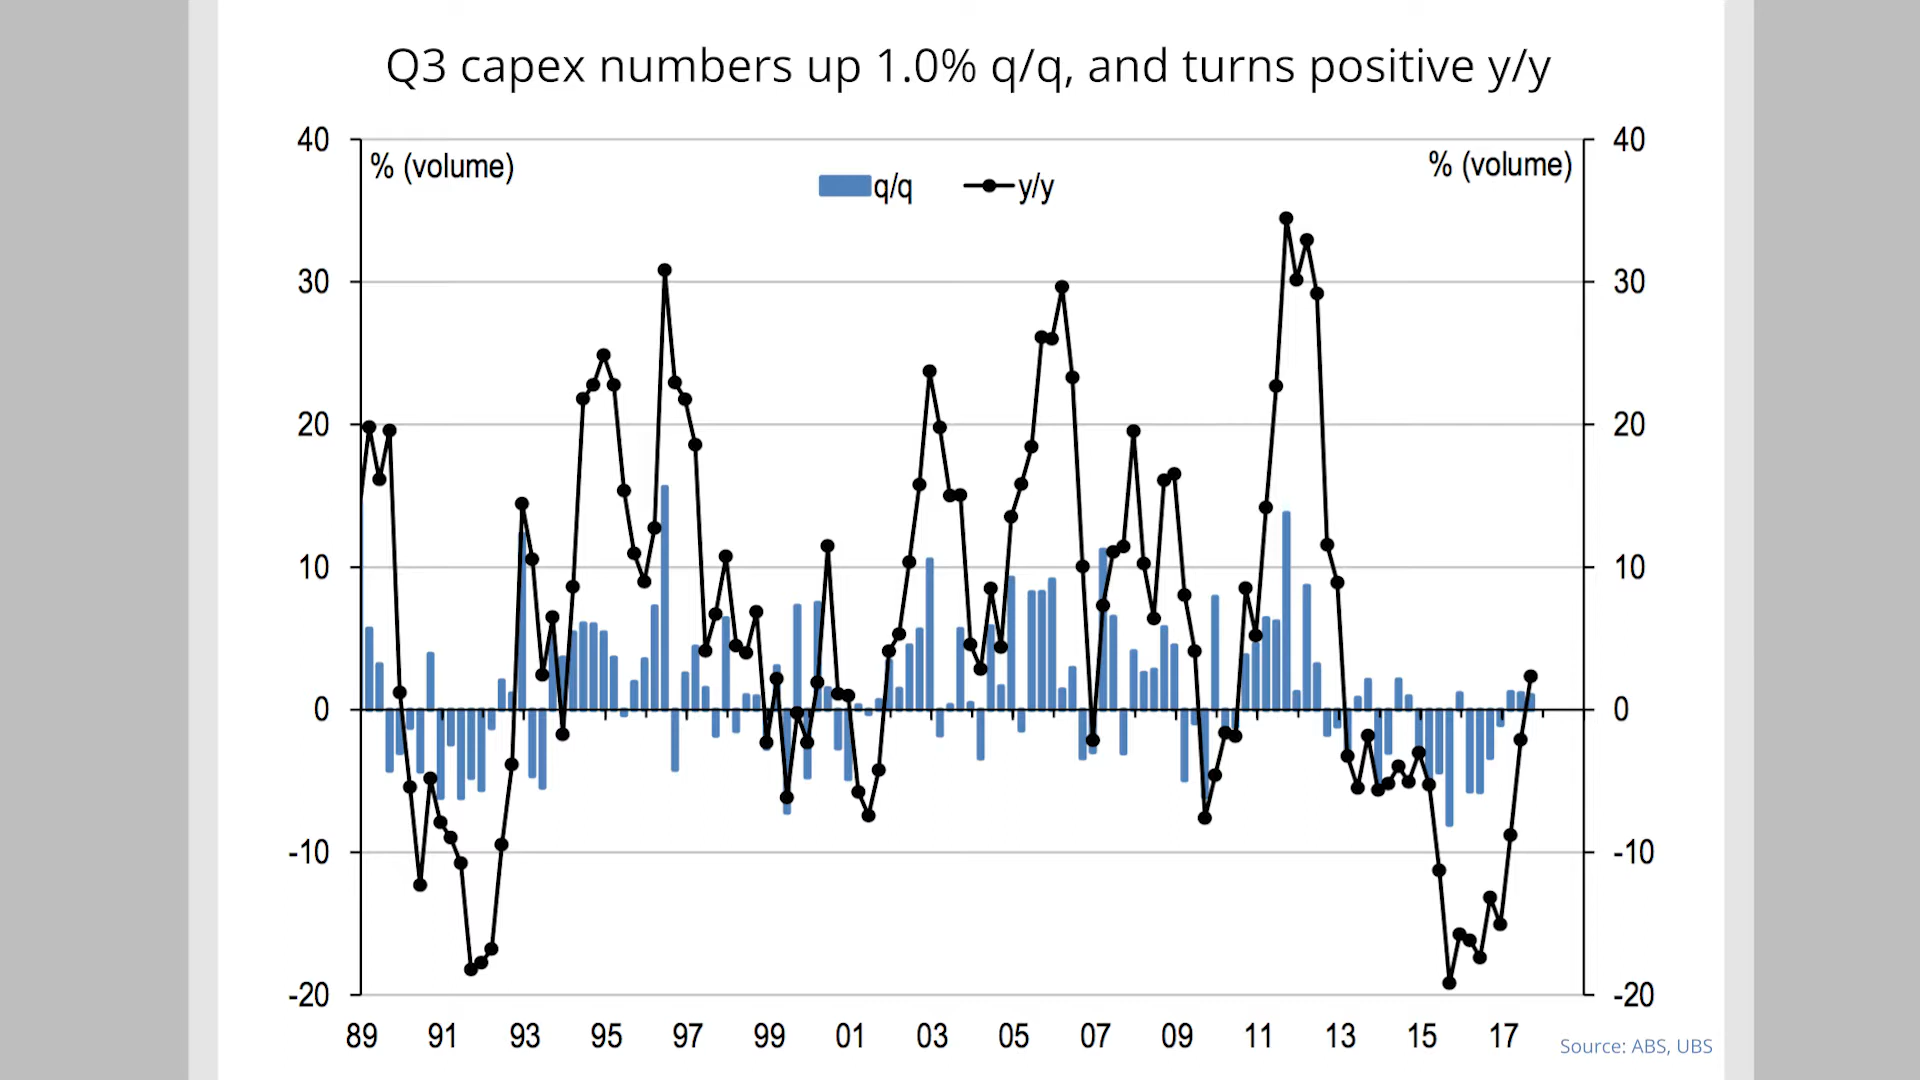 Q3 capex numbers up 1.0% q/q, and turns positive y/y
40 40
% (volume) % (volume)
q/q y/y
30 30
20 20
10 10
0 0
-10 -10
-20 -20
89 91 93 95 97 99 01 03 05 07 09 11 13 15 17
Source: ABS, UBS